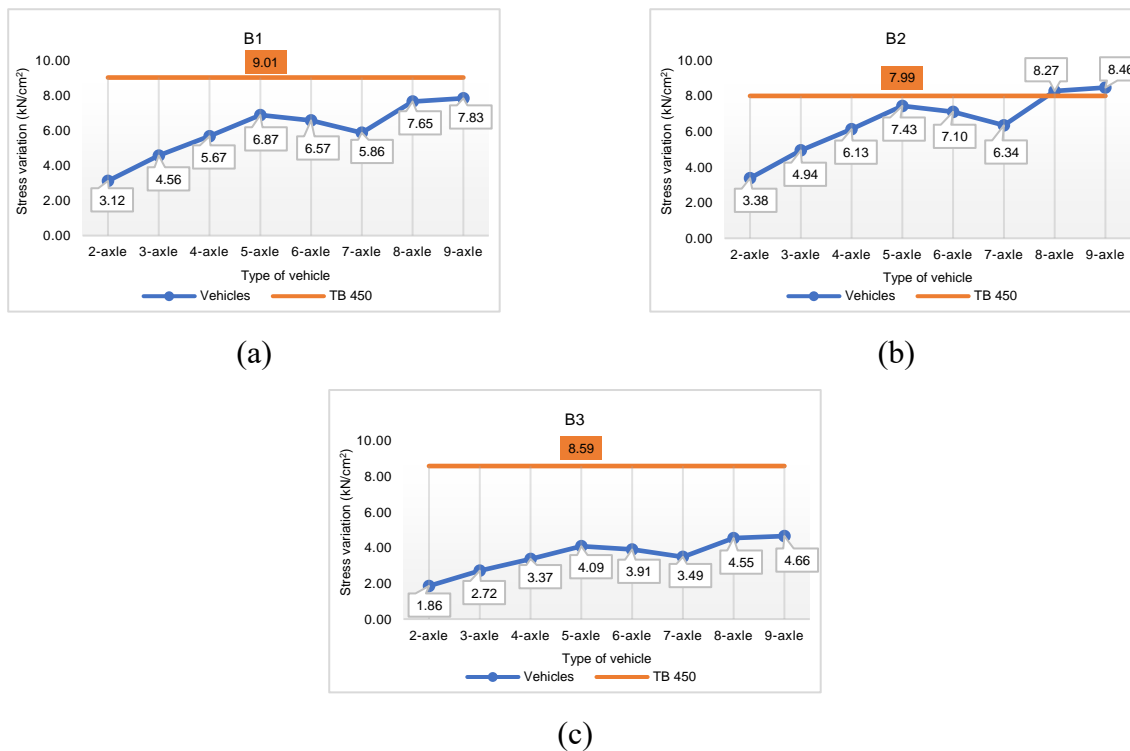 B1
9.01
10.00
8.00
6.00
4.00
2.00
0.00
Stress variation (kN/cm²)
3.12
4.56
5.67
6.87
6.57
5.86
7.65
7.83
2-axle 3-axle 4-axle 5-axle 6-axle 7-axle 8-axle 9-axle
Type of vehicle
Vehicles TB 450
(a)
B2
7.99
10.00
8.00
6.00
4.00
2.00
0.00
Stress variation (kN/cm²)
3.38
4.94
6.13
7.43
7.10
6.34
8.27
8.46
2-axle 3-axle 4-axle 5-axle 6-axle 7-axle 8-axle 9-axle
Type of vehicle
Vehicles TB 450
(b)
B3
8.59
10.00
8.00
6.00
4.00
2.00
0.00
Stress variation (kN/cm²)
1.86
2.72
3.37
4.09
3.91
3.49
4.55
4.66
2-axle 3-axle 4-axle 5-axle 6-axle 7-axle 8-axle 9-axle
Type of vehicle
Vehicles TB 450
(c)